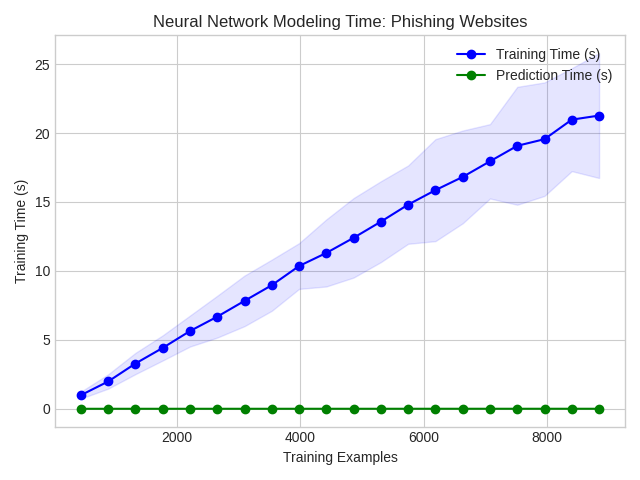 Neural Network Modeling Time: Phishing Websites
Training Time (s)
Prediction Time (s)
Training Time (s)
25
20
15
10
5
0
2000 4000 6000 8000
Training Examples